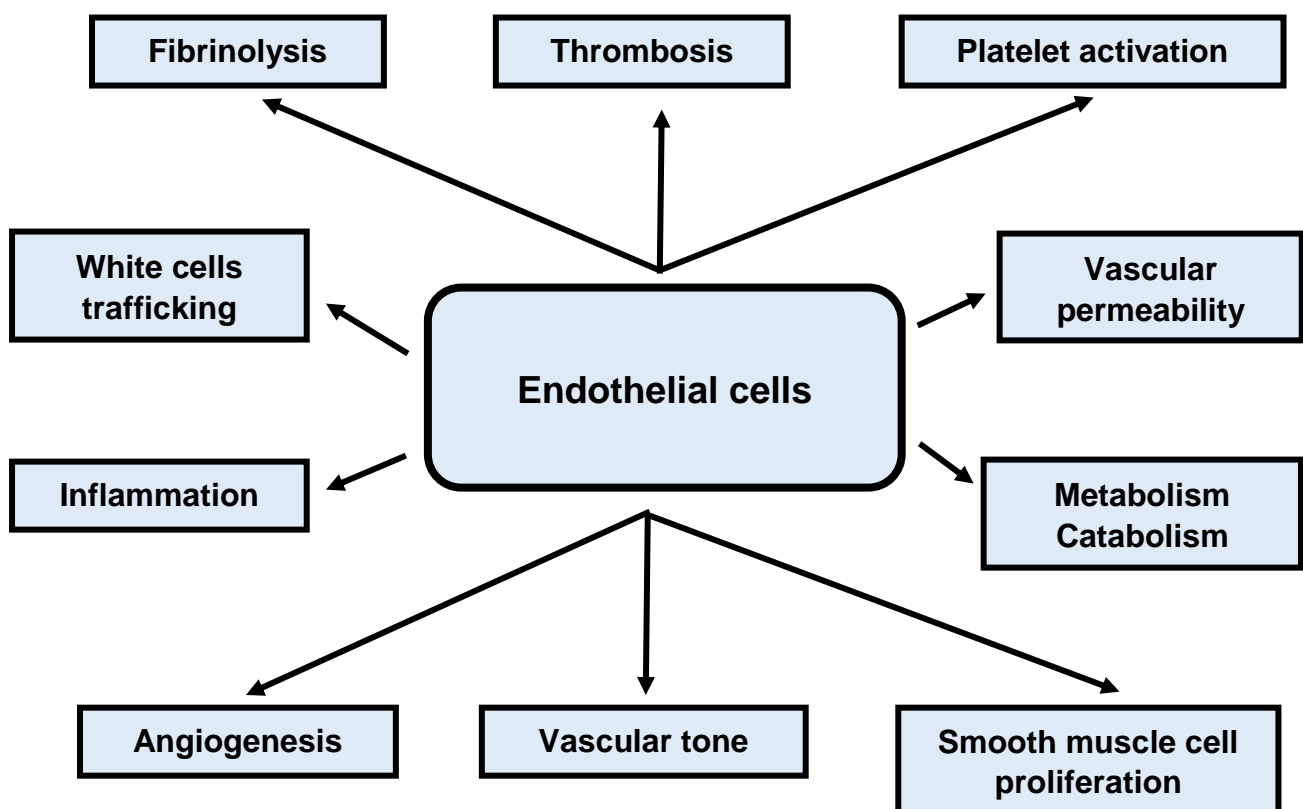 Fibrinolysis
Thrombosis
Platelet activation
White cells
trafficking
Vascular
permeability
Endothelial cells
Inflammation
Metabolism
Catabolism
Angiogenesis
Vascular tone
Smooth muscle cell
proliferation